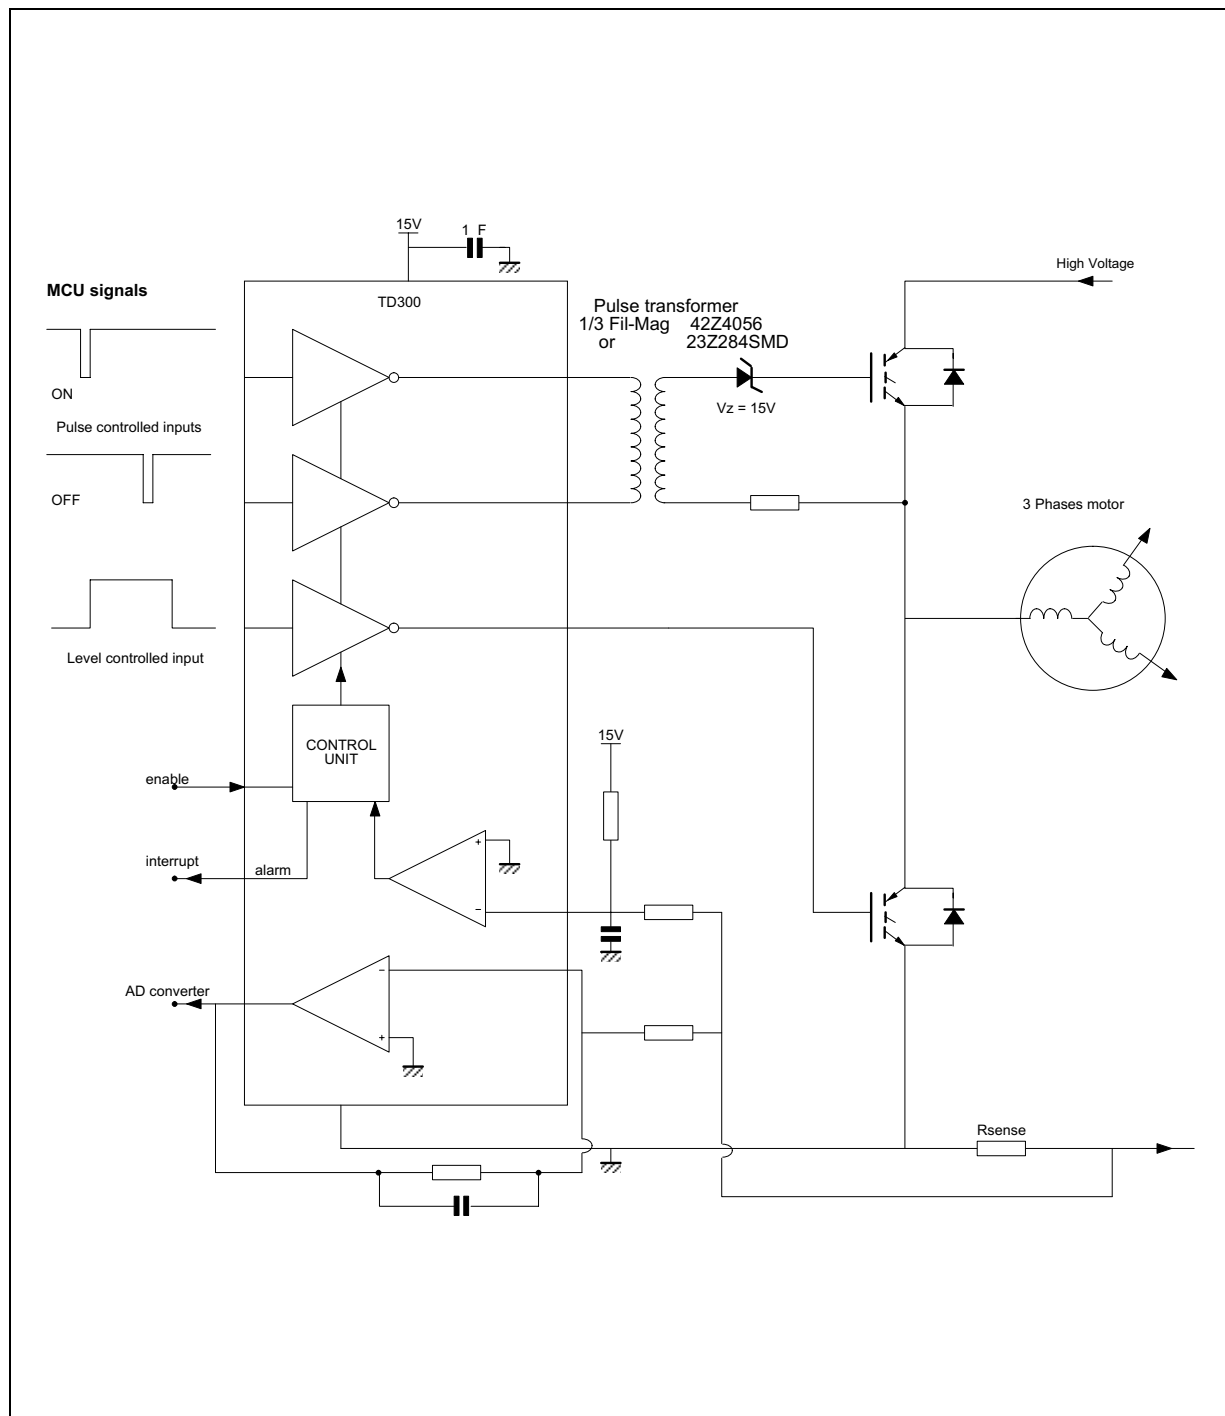 15V
1 F
High Voltage
MCU signals
TD300
Pulse transformer
1/3 Fil-Mag 42Z4056
or 23Z284SMD
ON
Vz = 15V
Pulse controlled inputs
OFF
3 Phases motor
Level controlled input
15V
CONTROL
UNIT
enable
+
interrupt
alarm
−
AD converter
−
+
Rsense